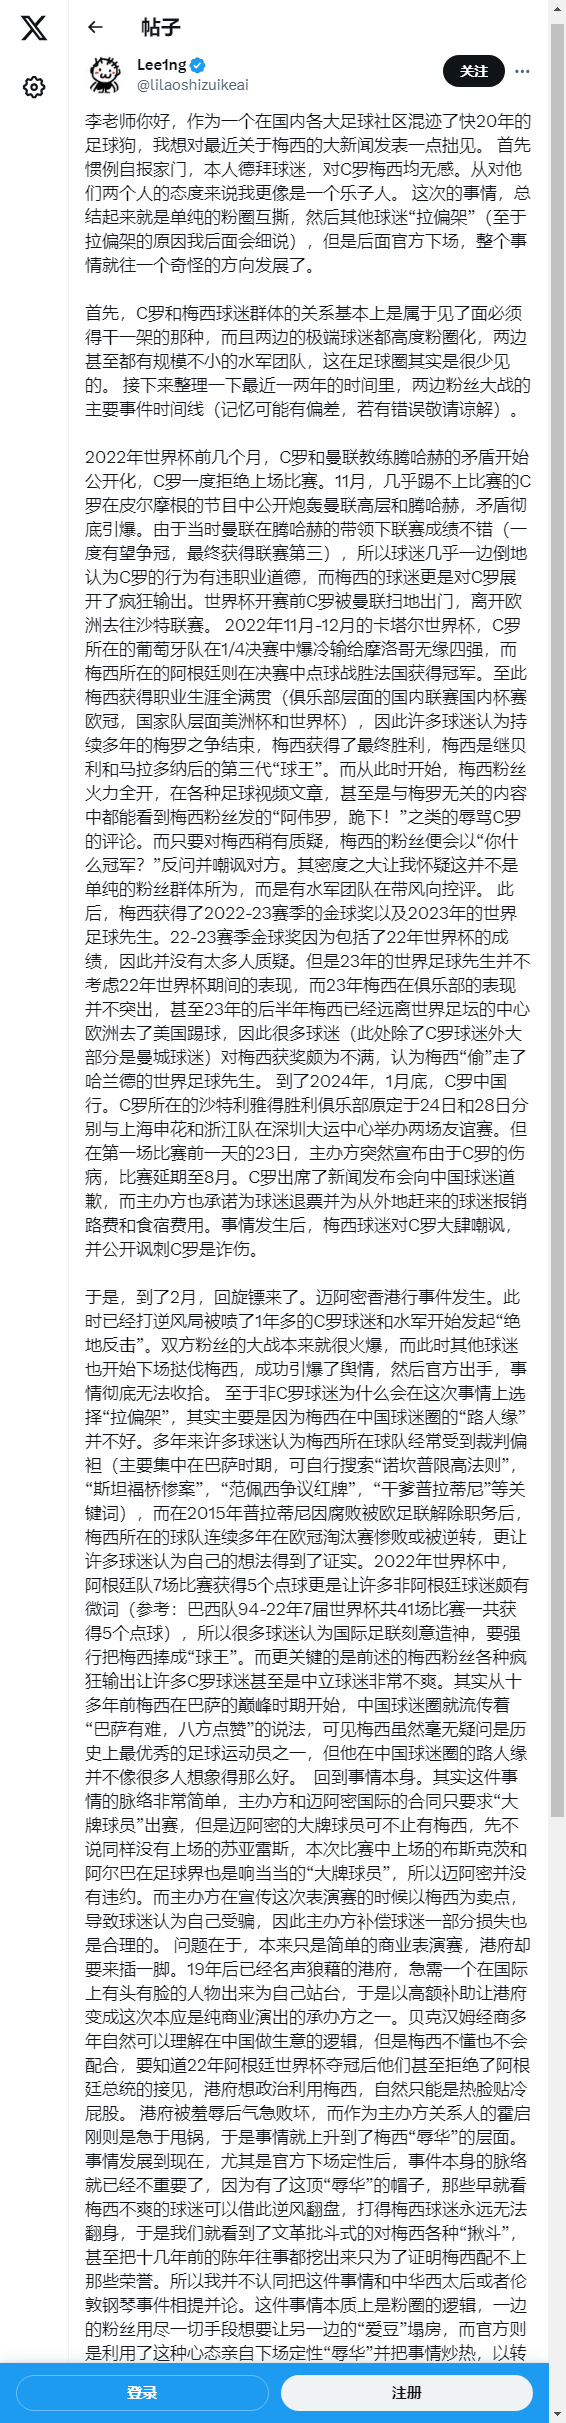 帖子
Lee1ng
@lilaoshizuikeai
关注
李老师你好，作为一个在国内各大足球社区混迹了快20年的
足球狗，我想对最近关于梅西的大新闻发表一点拙见。 首先
惯例自报家门，本人德拜球迷，对C罗梅西均无感。从对他
们两个人的态度来说我更像是一个乐子人。 这次的事情，总
结起来就是单纯的粉圈互撕，然后其他球迷“拉偏架”（至于
拉偏架的原因我后面会细说），但是后面官方下场，整个事
情就往一个奇怪的方向发展了。
首先，C罗和梅西球迷群体的关系基本上是属于见了面必须
得干一架的那种，而且两边的极端球迷都高度粉圈化，两边
甚至都有规模不小的水军团队，这在足球圈其实是很少见
的。 接下来整理一下最近一两年的时间里，两边粉丝大战的
主要事件时间线（记忆可能有偏差，若有错误敬请谅解）。
2022年世界杯前几个月，C罗和曼联教练腾哈赫的矛盾开始
公开化，C罗一度拒绝上场比赛。11月，几乎踢不上比赛的C
罗在皮尔摩根的节目中公开炮轰曼联高层和腾哈赫，矛盾彻
底引爆。由于当时曼联在腾哈赫的带领下联赛成绩不错（一
度有望争冠，最终获得联赛第三），所以球迷几乎一边倒地
认为C罗的行为有违职业道德，而梅西的球迷更是对C罗展
开了疯狂输出。世界杯开赛前C罗被曼联扫地出门，离开欧
洲去往沙特联赛。 2022年11月-12月的卡塔尔世界杯，C罗
所在的葡萄牙队在1/4决赛中爆冷输给摩洛哥无缘四强，而
梅西所在的阿根廷则在决赛中点球战胜法国获得冠军。至此
梅西获得职业生涯全满贯（俱乐部层面的国内联赛国内杯赛
欧冠，国家队层面美洲杯和世界杯），因此许多球迷认为持
续多年的梅罗之争结束，梅西获得了最终胜利，梅西是继贝
利和马拉多纳后的第三代“球王”。而从此时开始，梅西粉丝
火力全开，在各种足球视频文章，甚至是与梅罗无关的内容
中都能看到梅西粉丝发的“阿伟罗，跪下！”之类的辱骂C罗
的评论。而只要对梅西稍有质疑，梅西的粉丝便会以“你什
么冠军？”反问并嘲讽对方。其密度之大让我怀疑这并不是
单纯的粉丝群体所为，而是有水军团队在带风向控评。 此
后，梅西获得了2022-23赛季的金球奖以及2023年的世界
足球先生。22-23赛季金球奖因为包括了22年世界杯的成
绩，因此并没有太多人质疑。但是23年的世界足球先生并不
考虑22年世界杯期间的表现，而23年梅西在俱乐部的表现
并不突出，甚至23年的后半年梅西已经远离世界足坛的中心
欧洲去了美国踢球，因此很多球迷（此处除了C罗球迷外大
部分是曼城球迷）对梅西获奖颇为不满，认为梅西“偷”走了
哈兰德的世界足球先生。 到了2024年，1月底，C罗中国
行。C罗所在的沙特利雅得胜利俱乐部原定于24日和28日分
别与上海申花和浙江队在深圳大运中心举办两场友谊赛。但
在第一场比赛前一天的23日，主办方突然宣布由于C罗的伤
病，比赛延期至8月。C罗出席了新闻发布会向中国球迷道
歉，而主办方也承诺为球迷退票并为从外地赶来的球迷报销
路费和食宿费用。事情发生后，梅西球迷对C罗大肆嘲讽，
并公开讽刺C罗是诈伤。
于是，到了2月，回旋镖来了。迈阿密香港行事件发生。此
时已经打逆风局被喷了1年多的C罗球迷和水军开始发起“绝
地反击”。双方粉丝的大战本来就很火爆，而此时其他球迷
也开始下场挞伐梅西，成功引爆了舆情，然后官方出手，事
情彻底无法收拾。 至于非C罗球迷为什么会在这次事情上选
择“拉偏架”，其实主要是因为梅西在中国球迷圈的“路人缘”
并不好。多年来许多球迷认为梅西所在球队经常受到裁判偏
袒（主要集中在巴萨时期，可自行搜索“诺坎普限高法则”，
“斯坦福桥惨案”，“范佩西争议红牌”，“干爹普拉蒂尼”等关
键词），而在2015年普拉蒂尼因腐败被欧足联解除职务后，
梅西所在的球队连续多年在欧冠淘汰赛惨败或被逆转，更让
许多球迷认为自己的想法得到了证实。2022年世界杯中，
阿根廷队7场比赛获得5个点球更是让许多非阿根廷球迷颇有
微词（参考：巴西队94-22年7届世界杯共41场比赛一共获
得5个点球），所以很多球迷认为国际足联刻意造神，要强
行把梅西捧成“球王”。而更关键的是前述的梅西粉丝各种疯
狂输出让许多C罗球迷甚至是中立球迷非常不爽。其实从十
多年前梅西在巴萨的巅峰时期开始，中国球迷圈就流传着
“巴萨有难，八方点赞”的说法，可见梅西虽然毫无疑问是历
史上最优秀的足球运动员之一，但他在中国球迷圈的路人缘
并不像很多人想象得那么好。 回到事情本身。其实这件事
情的脉络非常简单，主办方和迈阿密国际的合同只要求“大
牌球员”出赛，但是迈阿密的大牌球员可不止有梅西，先不
说同样没有上场的苏亚雷斯，本次比赛中上场的布斯克茨和
阿尔巴在足球界也是响当当的“大牌球员”，所以迈阿密并没
有违约。而主办方在宣传这次表演赛的时候以梅西为卖点，
导致球迷认为自己受骗，因此主办方补偿球迷一部分损失也
是合理的。 问题在于，本来只是简单的商业表演赛，港府却
要来插一脚。19年后已经名声狼藉的港府，急需一个在国际
上有头有脸的人物出来为自己站台，于是以高额补助让港府
变成这次本应是纯商业演出的承办方之一。贝克汉姆经商多
年自然可以理解在中国做生意的逻辑，但是梅西不懂也不会
配合，要知道22年阿根廷世界杯夺冠后他们甚至拒绝了阿根
廷总统的接见，港府想政治利用梅西，自然只能是热脸贴冷
屁股。 港府被羞辱后气急败坏，而作为主办方关系人的霍启
刚则是急于甩锅，于是事情就上升到了梅西“辱华”的层面。
事情发展到现在，尤其是官方下场定性后，事件本身的脉络
就已经不重要了，因为有了这顶“辱华”的帽子，那些早就看
梅西不爽的球迷可以借此逆风翻盘，打得梅西球迷永远无法
翻身，于是我们就看到了文革批斗式的对梅西各种“揪斗”，
甚至把十几年前的陈年往事都挖出来只为了证明梅西配不上
那些荣誉。所以我并不认同把这件事情和中华西太后或者伦
敦钢琴事件相提并论。这件事情本质上是粉圈的逻辑，一边
的粉丝用尽一切手段想要让另一边的“爱豆”塌房，而官方则
是利用了这种心态亲自下场定性“辱华”并把事情炒热，以转
登录
注册